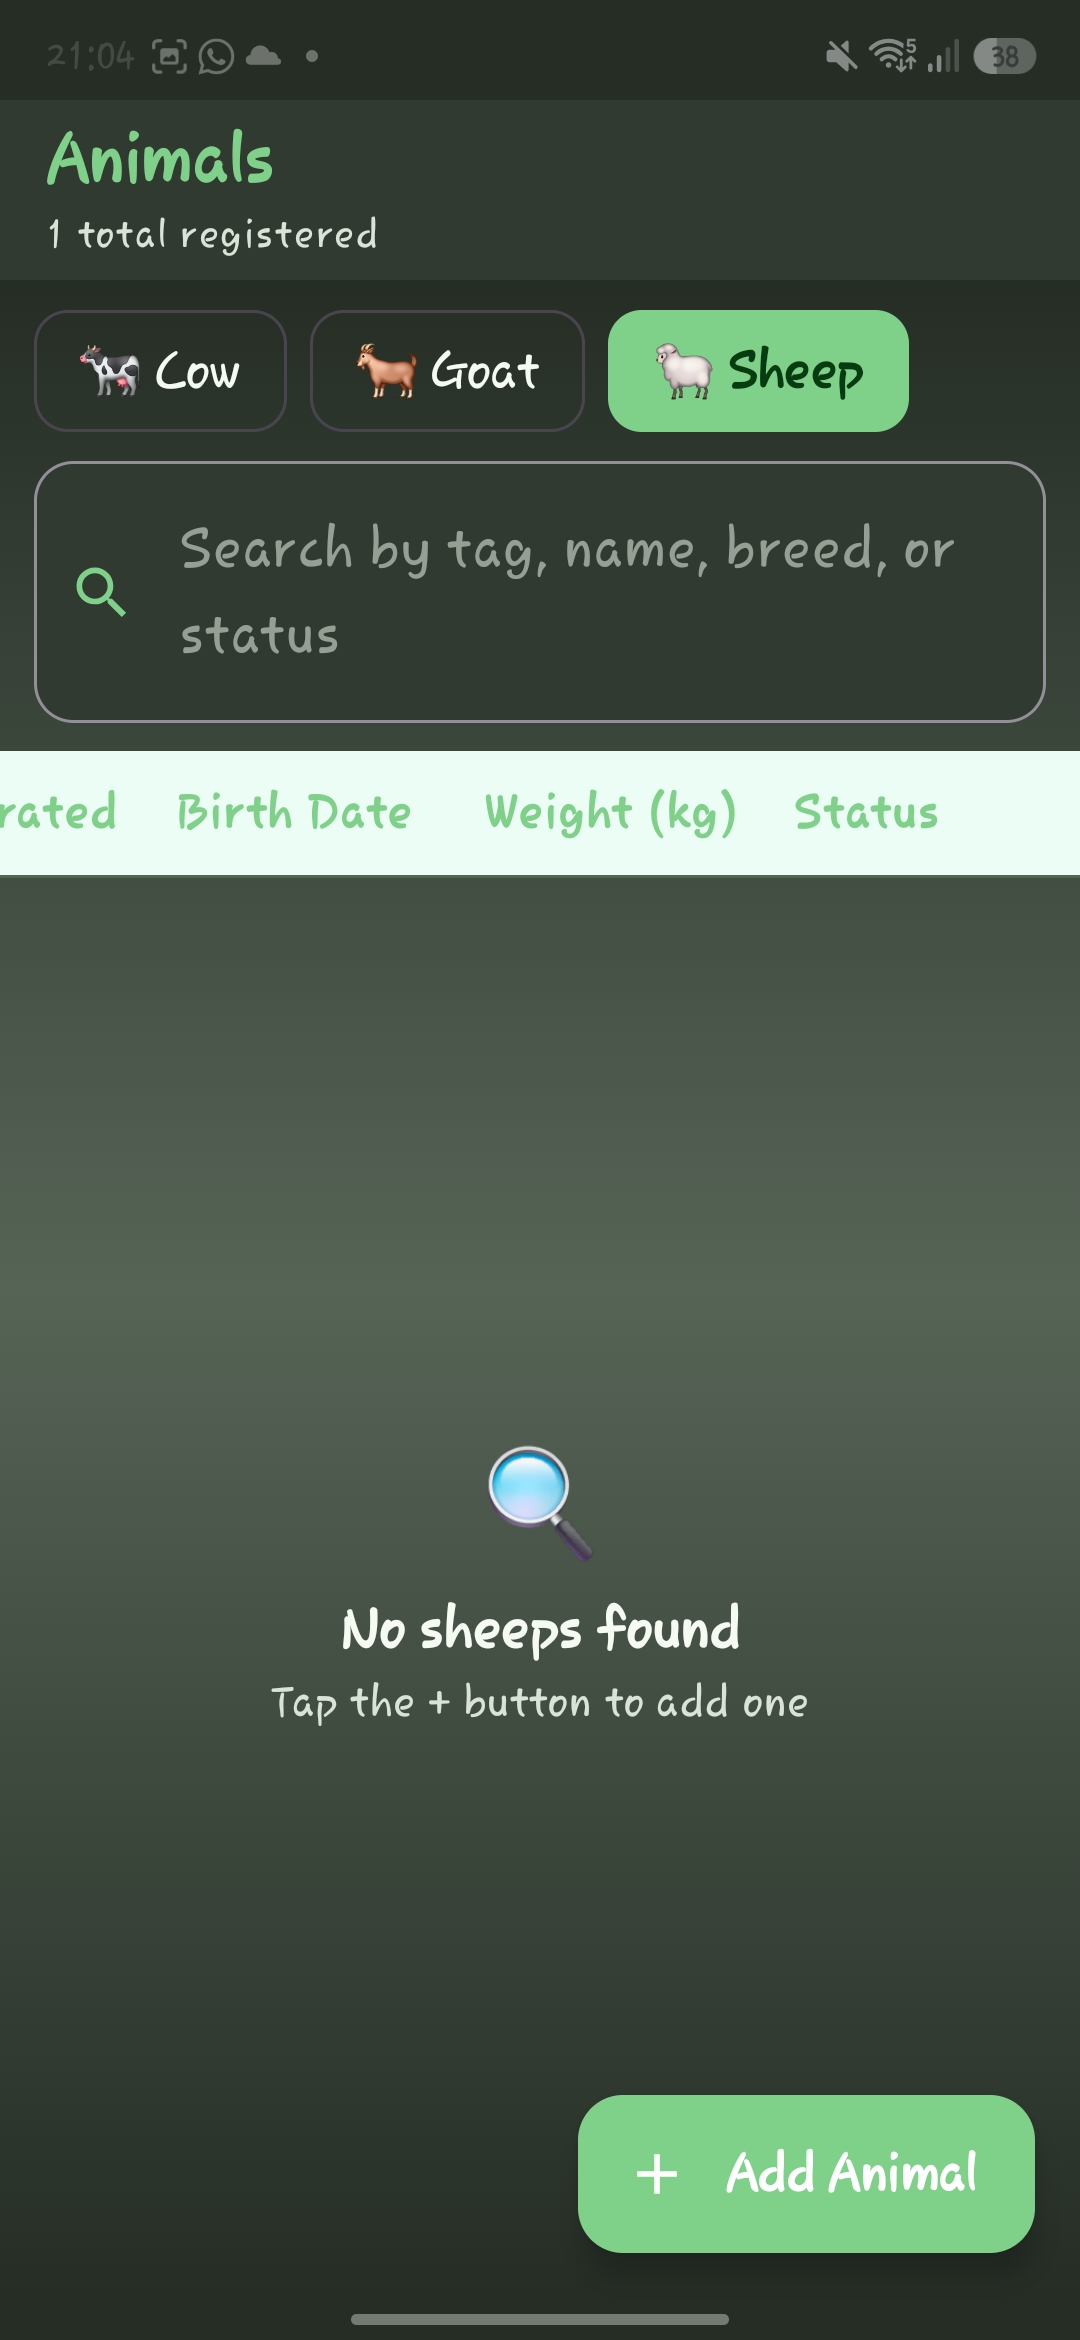 21:04
5
38
Animals
1 total registered
Cow
Goat
Sheep
Search by tag, name, breed, or
status
rated Birth Date Weight (kg) Status
No sheeps found
Tap the + button to add one
+ Add Animal